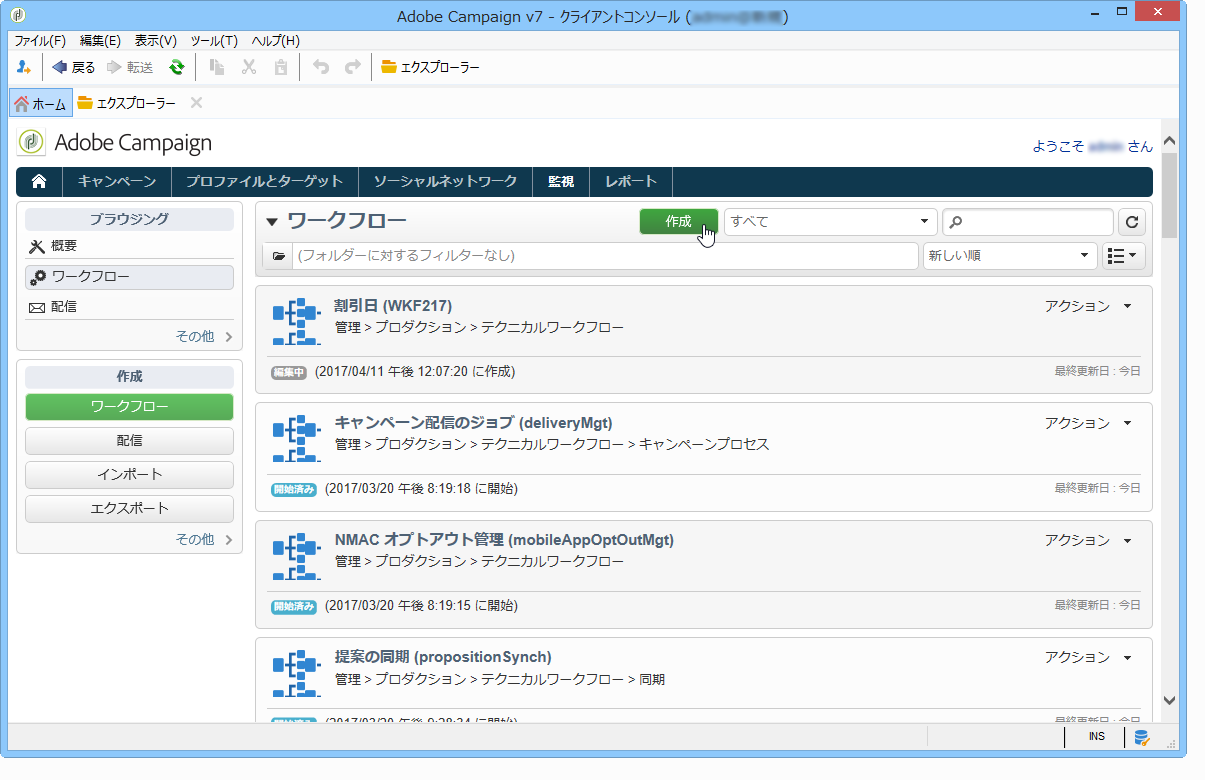 Adobe Campaign v7 - クライアントコンソール ( )
ファイル(F) 編集(E) 表示(V) ツール(T) ヘルプ(H)
戻る 転送 エクスプローラー
ホーム エクスプローラー
Adobe Campaign
ようこそ さん
キャンペーン プロファイルとターゲット ソーシャルネットワーク 監視 レポート
ブラウジング
概要
ワークフロー
配信
その他
作成
ワークフロー
配信
インポート
エクスポート
その他
ワークフロー 作成 すべて
(フォルダーに対するフィルターなし) 新しい順
割引日 (WKF217) アクション
管理 > プロダクション > テクニカルワークフロー
編集中 (2017/04/11 午後 12:07:20 に作成) 最終更新日 : 今日
キャンペーン配信のジョブ (deliveryMgt) アクション
管理 > プロダクション > テクニカルワークフロー > キャンペーンプロセス
開始済み (2017/03/20 午後 8:19:18 に開始) 最終更新日 : 今日
NMAC オプトアウト管理 (mobileAppOptOutMgt) アクション
管理 > プロダクション > テクニカルワークフロー
開始済み (2017/03/20 午後 8:19:15 に開始) 最終更新日 : 今日
提案の同期 (propositionSynch) アクション
管理 > プロダクション > テクニカルワークフロー > 同期
INS